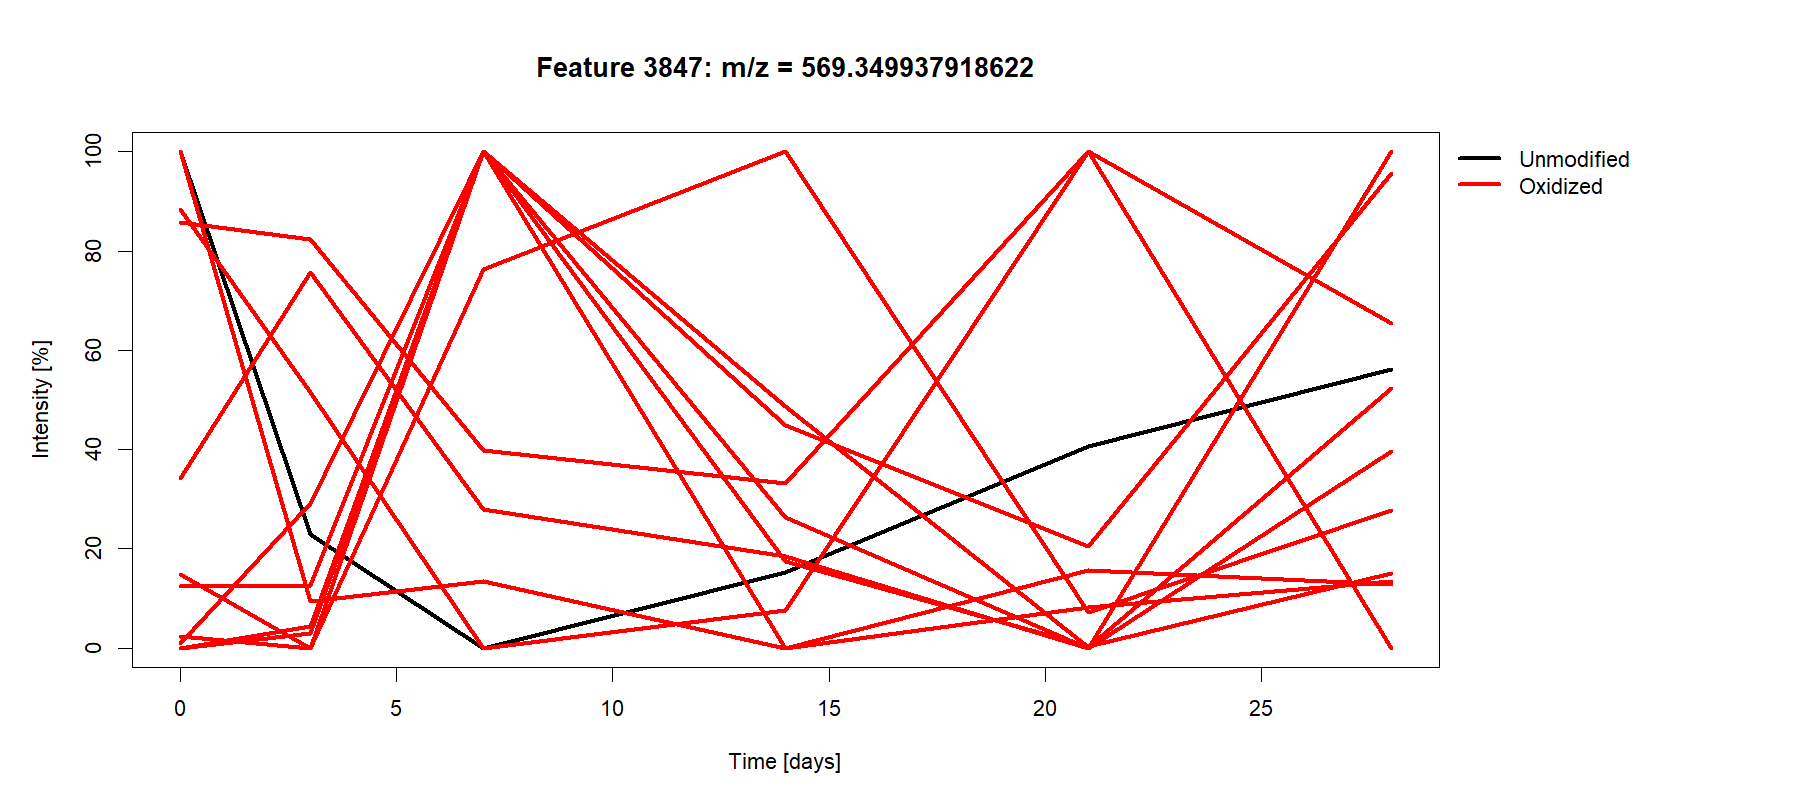 Feature 3847: m/z = 569.349937918622
Unmodified
Oxidized
Intensity [%]
100
80
60
40
20
0
0 5 10 15 20 25
Time [days]